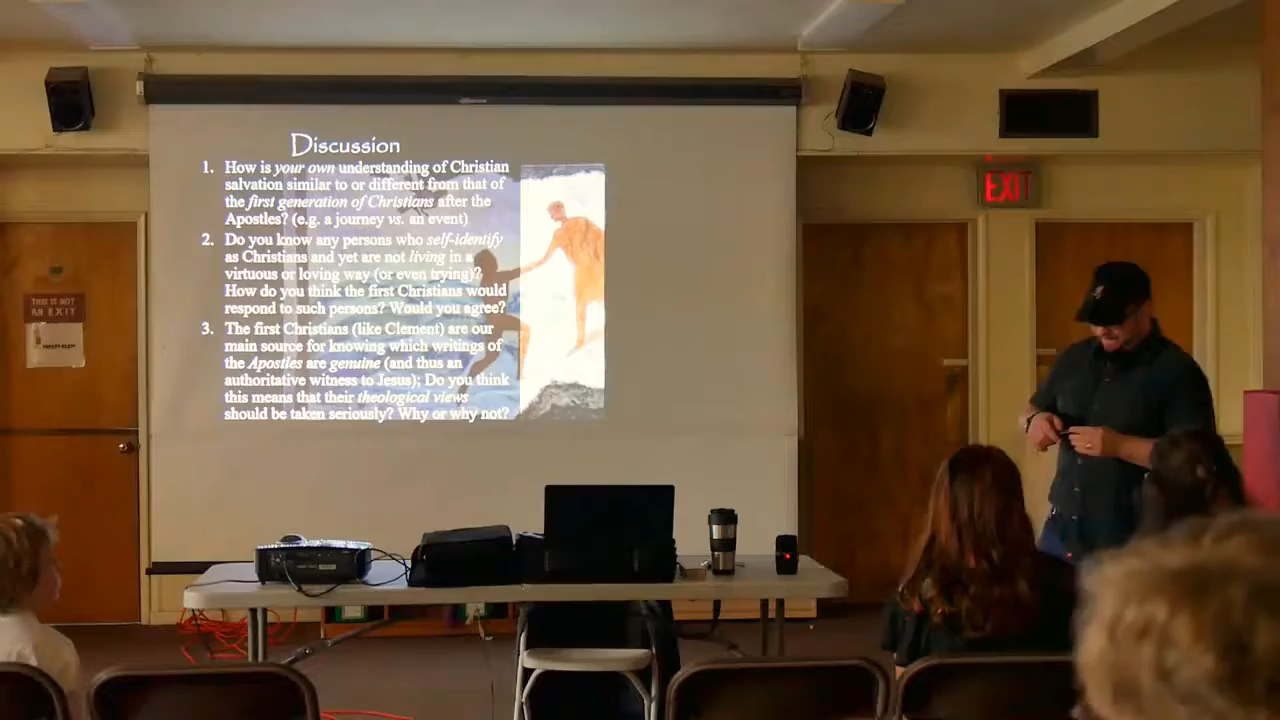 Discussion
1. How is your own understanding of Christian
salvation similar to or different from that of
the first generation of Christians after the
Apostles? (e.g. a journey vs. an event)
2. Do you know any persons who self-identify
as Christians and yet are not living in a
virtuous or loving way (or even trying)?
How do you think the first Christians would
respond to such persons? Would you agree?
3. The first Christians (like Clement) are our
main source for knowing which writings of
the Apostles are genuine (and thus an
authoritative witness to Jesus); Do you think
this means that their theological views
should be taken seriously? Why or why not?
EXIT
THIS IS NOT
AN EXIT